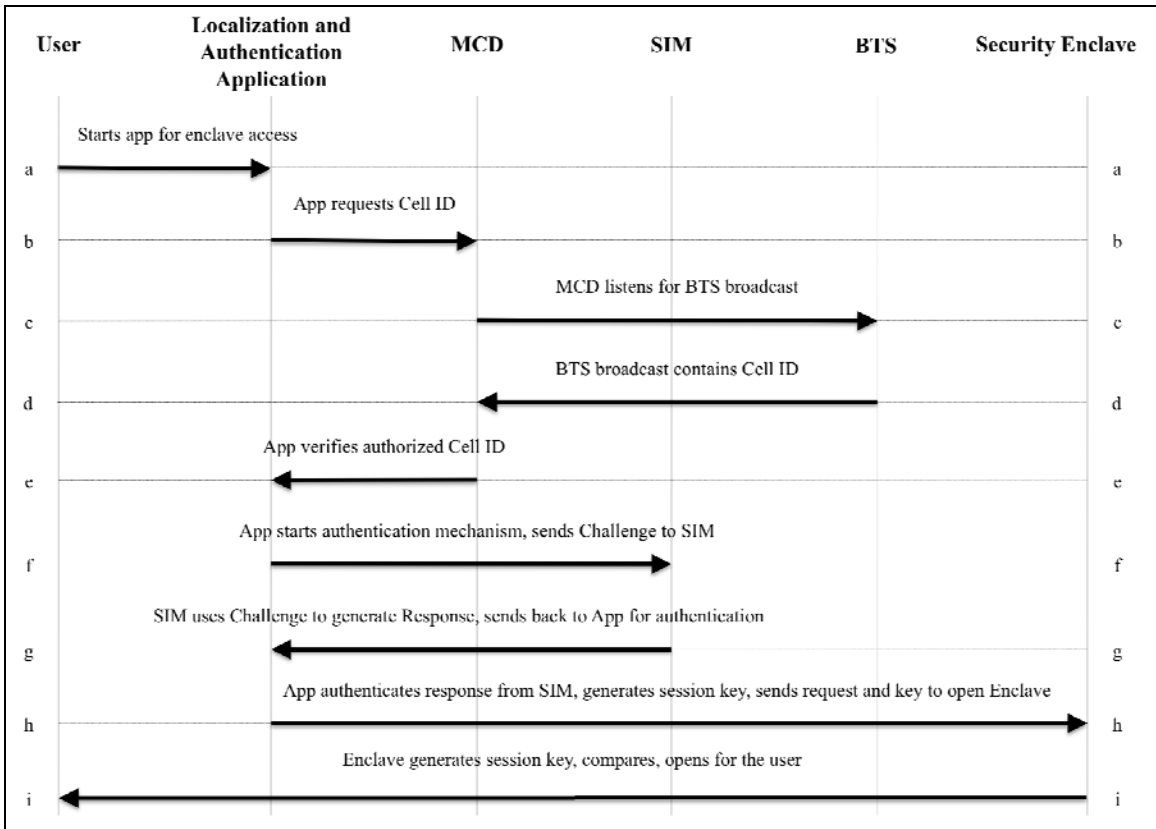 User
Localization and
Authentication
Application
MCD
SIM
BTS
Security Enclave
Starts app for enclave access
a
a
App requests Cell ID
b
b
MCD listens for BTS broadcast
c
c
BTS broadcast contains Cell ID
d
d
App verifies authorized Cell ID
e
e
App starts authentication mechanism, sends Challenge to SIM
f
f
SIM uses Challenge to generate Response, sends back to App for authentication
g
g
App authenticates response from SIM, generates session key, sends request and key to open Enclave
h
h
Enclave generates session key, compares, opens for the user
i
i